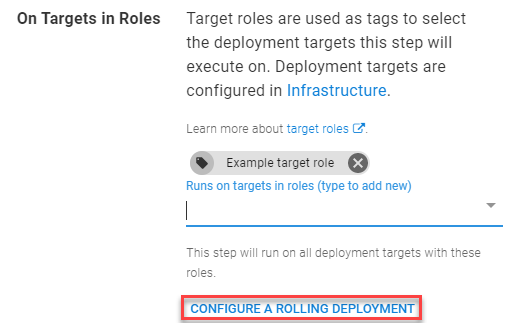 On Targets in Roles
Target roles are used as tags to select
the deployment targets this step will
execute on. Deployment targets are
configured in Infrastructure.
Learn more about target roles.
Example target role
Runs on targets in roles (type to add new)
This step will run on all deployment targets with these
roles.
CONFIGURE A ROLLING DEPLOYMENT